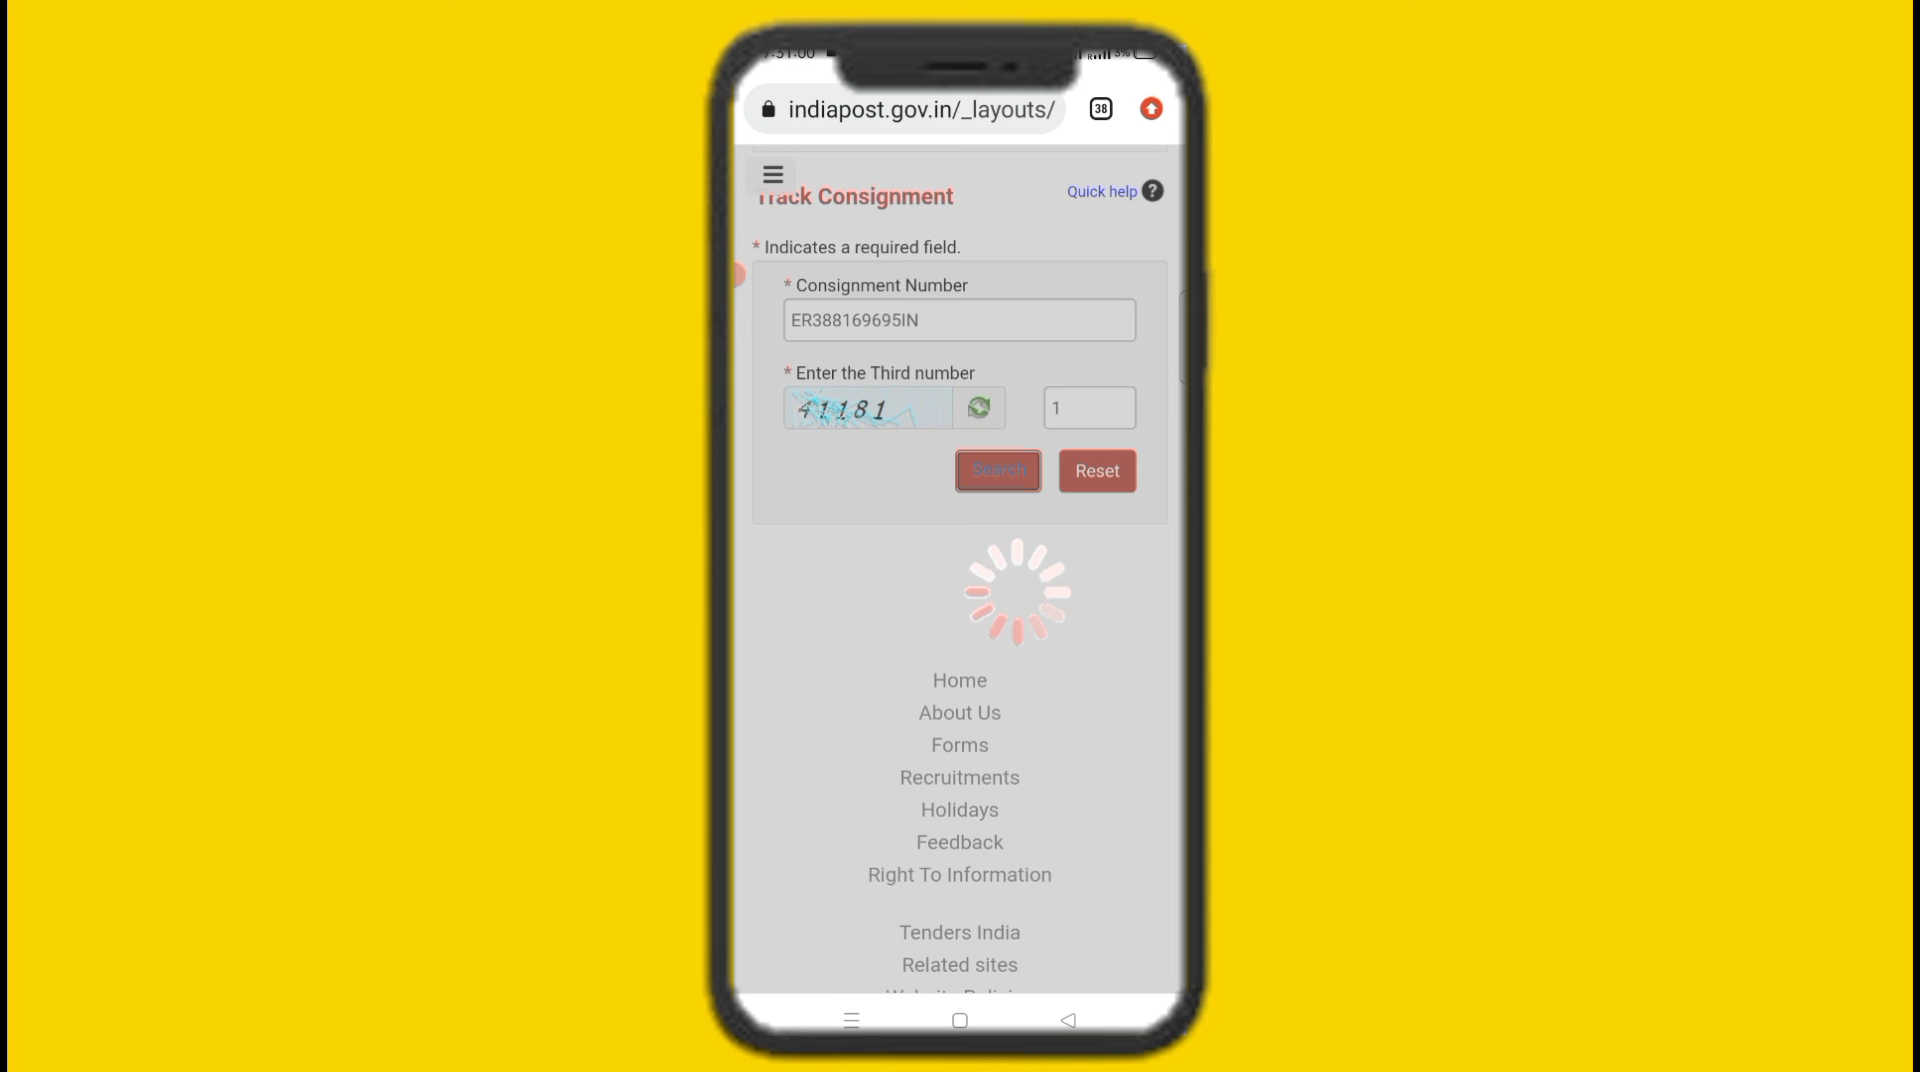 indiapost.gov.in/_layouts/
38
Track Consignment
Quick help ?
* Indicates a required field.
* Consignment Number
ER388169695IN
* Enter the Third number
41181
1
Search
Reset
Home
About Us
Forms
Recruitments
Holidays
Feedback
Right To Information
Tenders India
Related sites